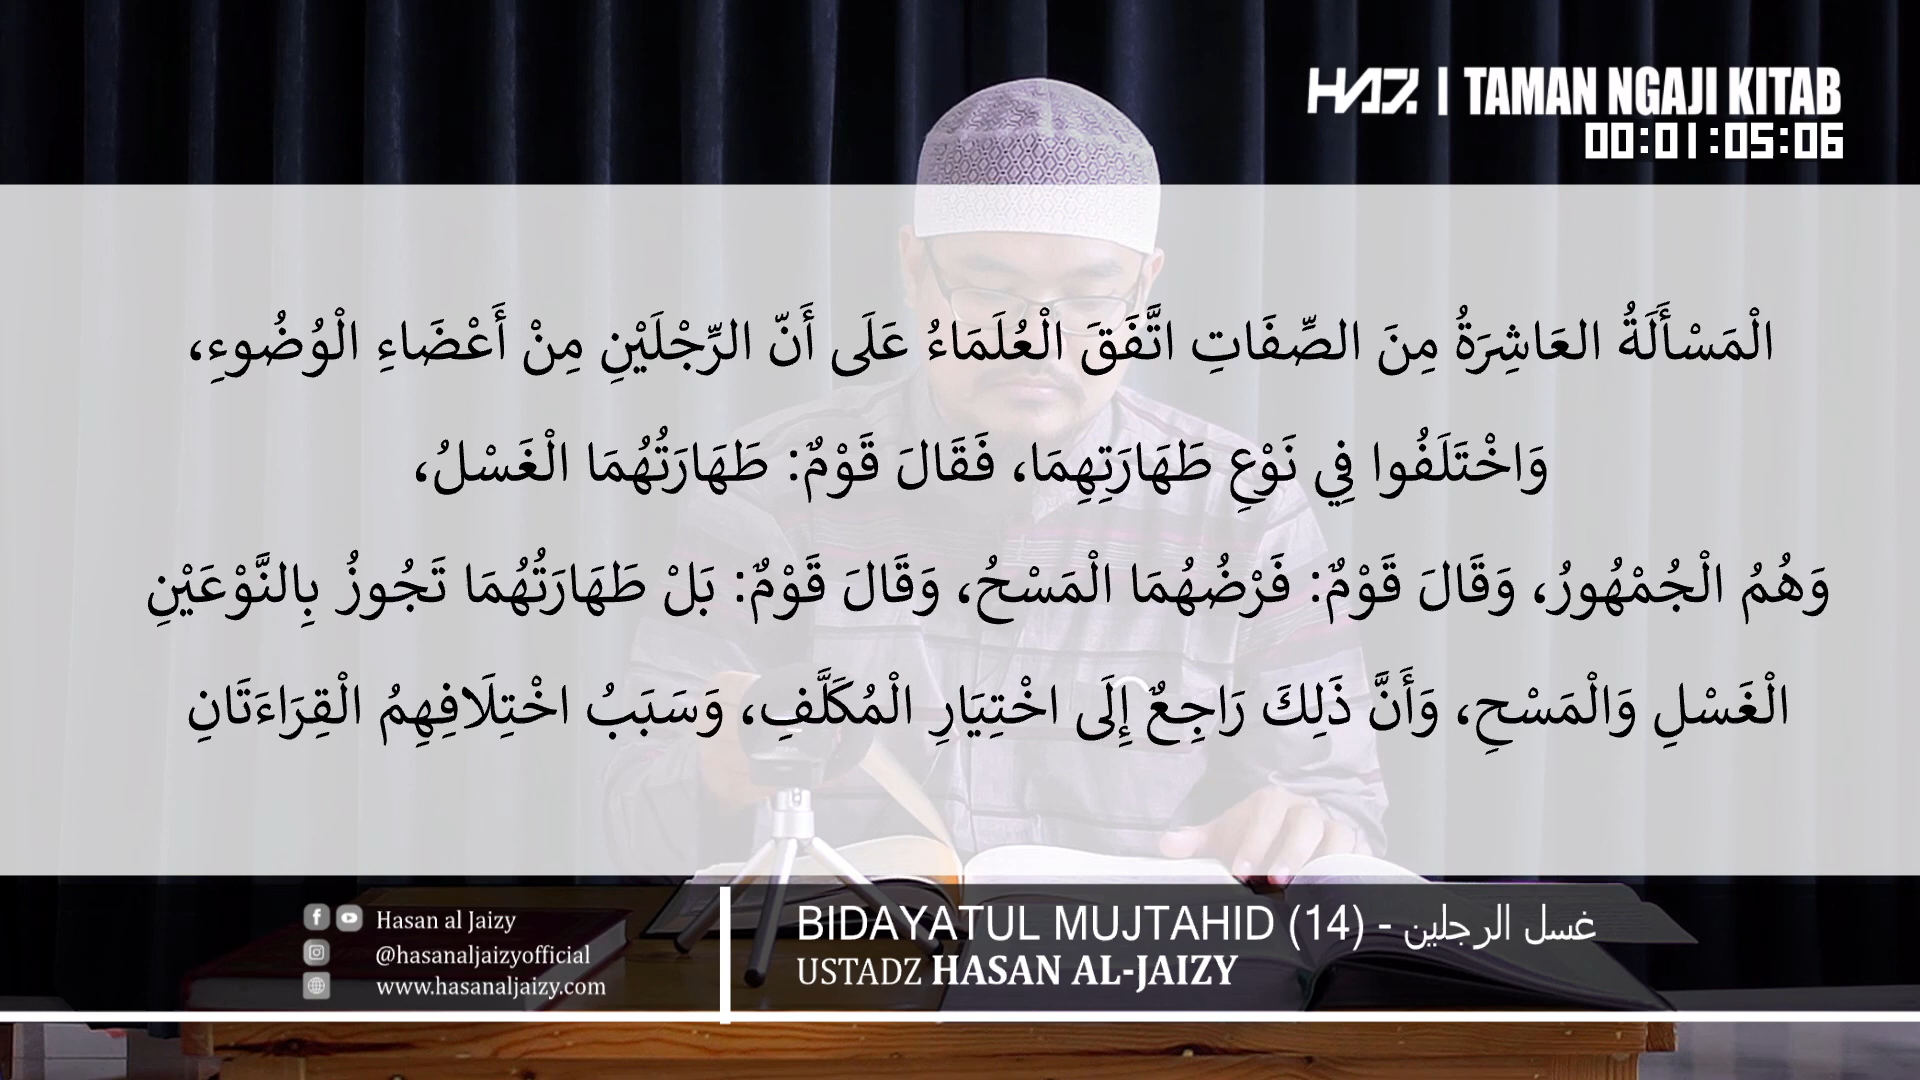 HAZI | TAMAN NGAJI KITAB
00:01:05:06
الْمَسْأَلَةُ العَاشِرَةُ مِنَ الصِّفَاتِ اتَّفَقَ الْعُلَمَاءُ عَلَى أَنّ الرِّجْلَيْنِ مِنْ أَعْضَاءِ الْوُضُوءِ،
وَاخْتَلَفُوا فِي نَوْعِ طَهَارَتِهِمَا، فَقَالَ قَوْمٌ: طَهَارَتُهُمَا الْغَسْلُ،
وَهُمُ الْجُمْهُورُ، وَقَالَ قَوْمٌ: فَرْضُهُمَا الْمَسْحُ، وَقَالَ قَوْمٌ: بَلْ طَهَارَتُهُمَا تَجُوزُ بِالنَّوْعَيْنِ
الْغَسْلِ وَالْمَسْحِ، وَأَنَّ ذَلِكَ رَاجِعٌ إِلَى اخْتِيَارِ الْمُكَلَّفِ، وَسَبَبُ اخْتِلَافِهِمُ الْقِرَاءَتَانِ
Hasan al Jaizy
@hasanaljaizyofficial
www.hasanaljaizy.com
BIDAYATUL MUJTAHID (14) - غسل الرجلين
USTADZ HASAN AL-JAIZY